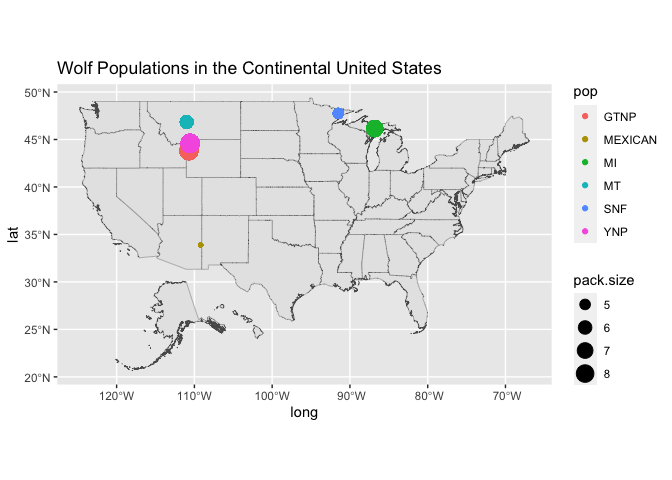 Wolf Populations in the Continental United States
50°N
45°N
40°N
35°N
30°N
25°N
20°N
lat
120°W 110°W 100°W 90°W 80°W 70°W
long
pop
GTNP
MEXICAN
MI
MT
SNF
YNP
pack.size
5
6
7
8